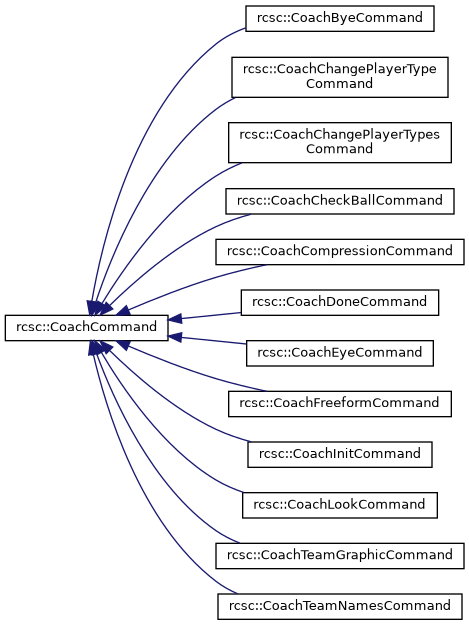 rcsc::CoachByeCommand
rcsc::CoachChangePlayerType
Command
rcsc::CoachChangePlayerTypes
Command
rcsc::CoachCheckBallCommand
rcsc::CoachCompressionCommand
rcsc::CoachDoneCommand
rcsc::CoachCommand
rcsc::CoachEyeCommand
rcsc::CoachFreeformCommand
rcsc::CoachInitCommand
rcsc::CoachLookCommand
rcsc::CoachTeamGraphicCommand
rcsc::CoachTeamNamesCommand